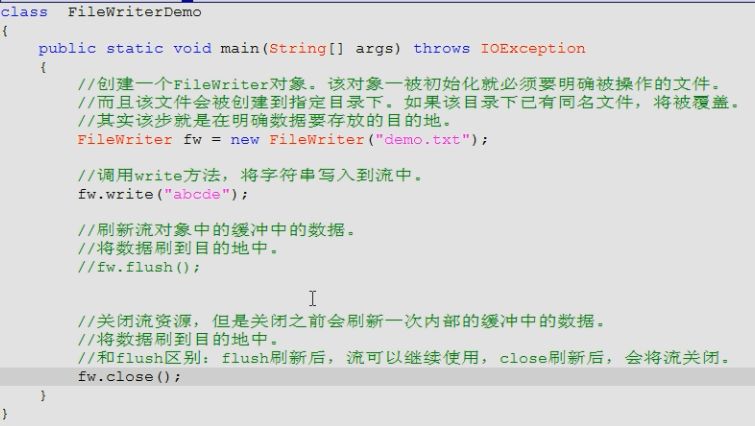 class  FileWriterDemo
{
    public static void main(String[] args) throws IOException
    {
        //创建一个FileWriter对象。该对象一被初始化就必须要明确被操作的文件。
        //而且该文件会被创建到指定目录下。如果该目录下已有同名文件，将被覆盖。
        //其实该步就是在明确数据要存放的目的地。
        FileWriter fw = new FileWriter("demo.txt");
        //调用write方法，将字符串写入到流中。
        fw.write("abcde");
        //刷新流对象中的缓冲中的数据。
        //将数据刷到目的地中。
        //fw.flush();
        //关闭流资源，但是关闭之前会刷新一次内部的缓冲中的数据。
        //将数据刷到目的地中。
        //和flush区别：flush刷新后，流可以继续使用，close刷新后，会将流关闭。
        fw.close();
    }
}